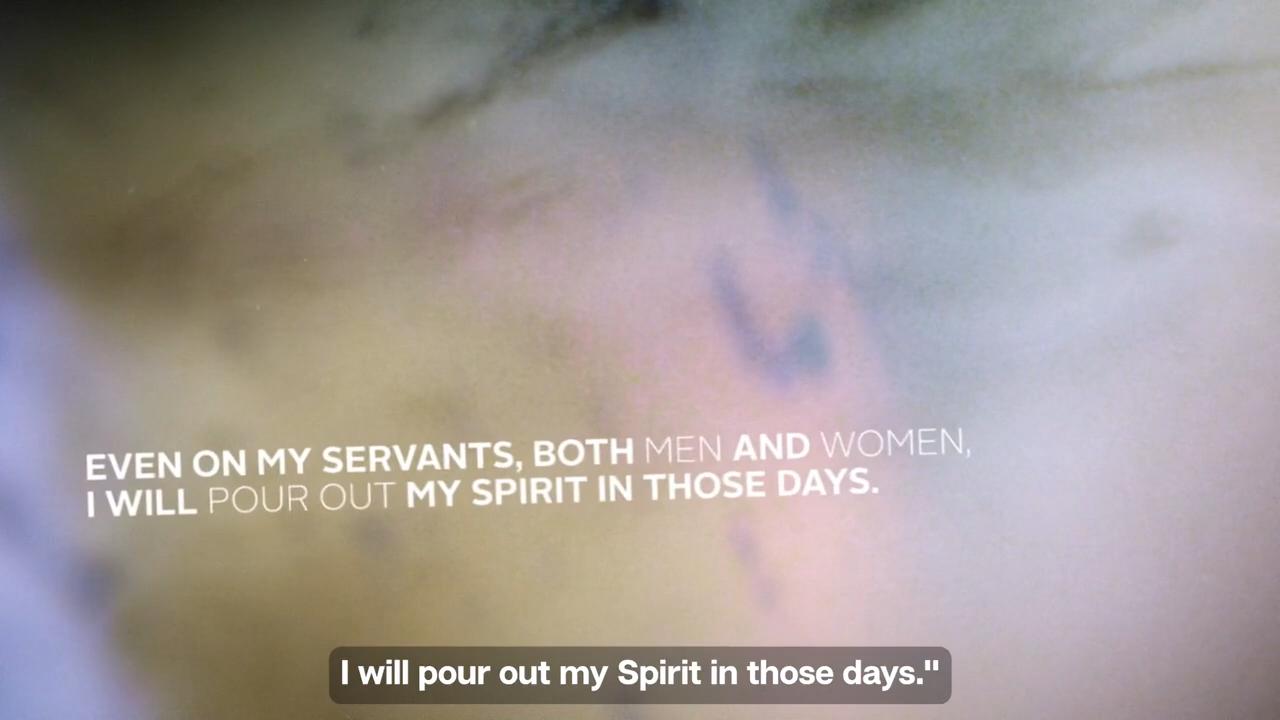 EVEN ON MY SERVANTS, BOTH MEN AND WOMEN,
I WILL POUR OUT MY SPIRIT IN THOSE DAYS.
I will pour out my Spirit in those days."